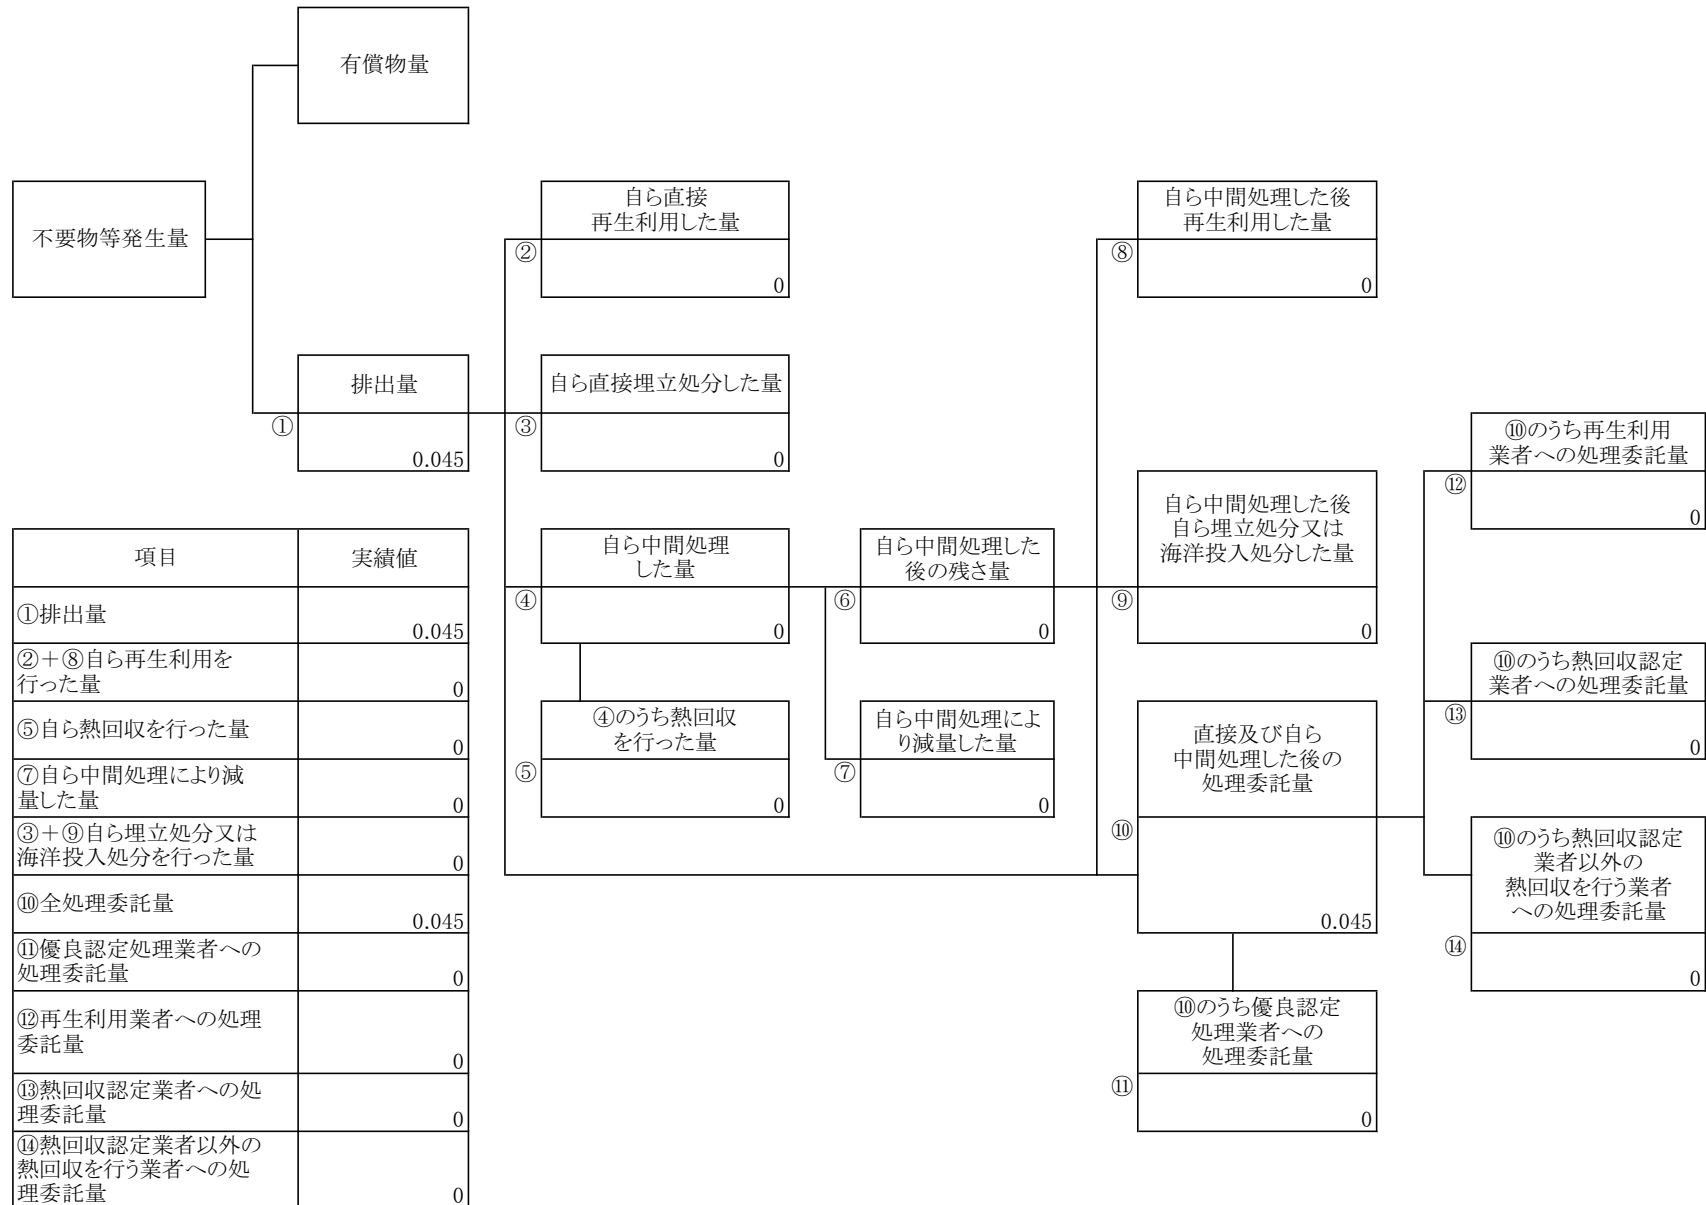 有償物量
不要物等発生量
自ら直接
再生利用した量
②
0
自ら中間処理した後
再生利用した量
⑧
0
排出量
①
0.045
自ら直接埋立処分した量
③
0
⑩のうち再生利用
業者への処理委託量
⑫
0
自ら中間処理
した量
④
0
自ら中間処理した
後の残さ量
⑥
0
自ら中間処理した後
自ら埋立処分又は
海洋投入処分した量
⑨
0
⑩のうち熱回収認定
業者への処理委託量
⑬
0
④のうち熱回収
を行った量
⑤
0
自ら中間処理によ
り減量した量
⑦
0
直接及び自ら
中間処理した後の
処理委託量
⑩
0.045
⑩のうち熱回収認定
業者以外の
熱回収を行う業者
への処理委託量
⑭
0
⑩のうち優良認定
処理業者への
処理委託量
⑪
0
項目 実績値
①排出量
0.045
②+⑧自ら再生利用を
行った量
0
⑤自ら熱回収を行った量
0
⑦自ら中間処理により減
量した量
0
③+⑨自ら埋立処分又は
海洋投入処分を行った量
0
⑩全処理委託量
0.045
⑪優良認定処理業者への
処理委託量
0
⑫再生利用業者への処理
委託量
0
⑬熱回収認定業者への処
理委託量
0
⑭熱回収認定業者以外の
熱回収を行う業者への処
理委託量
0